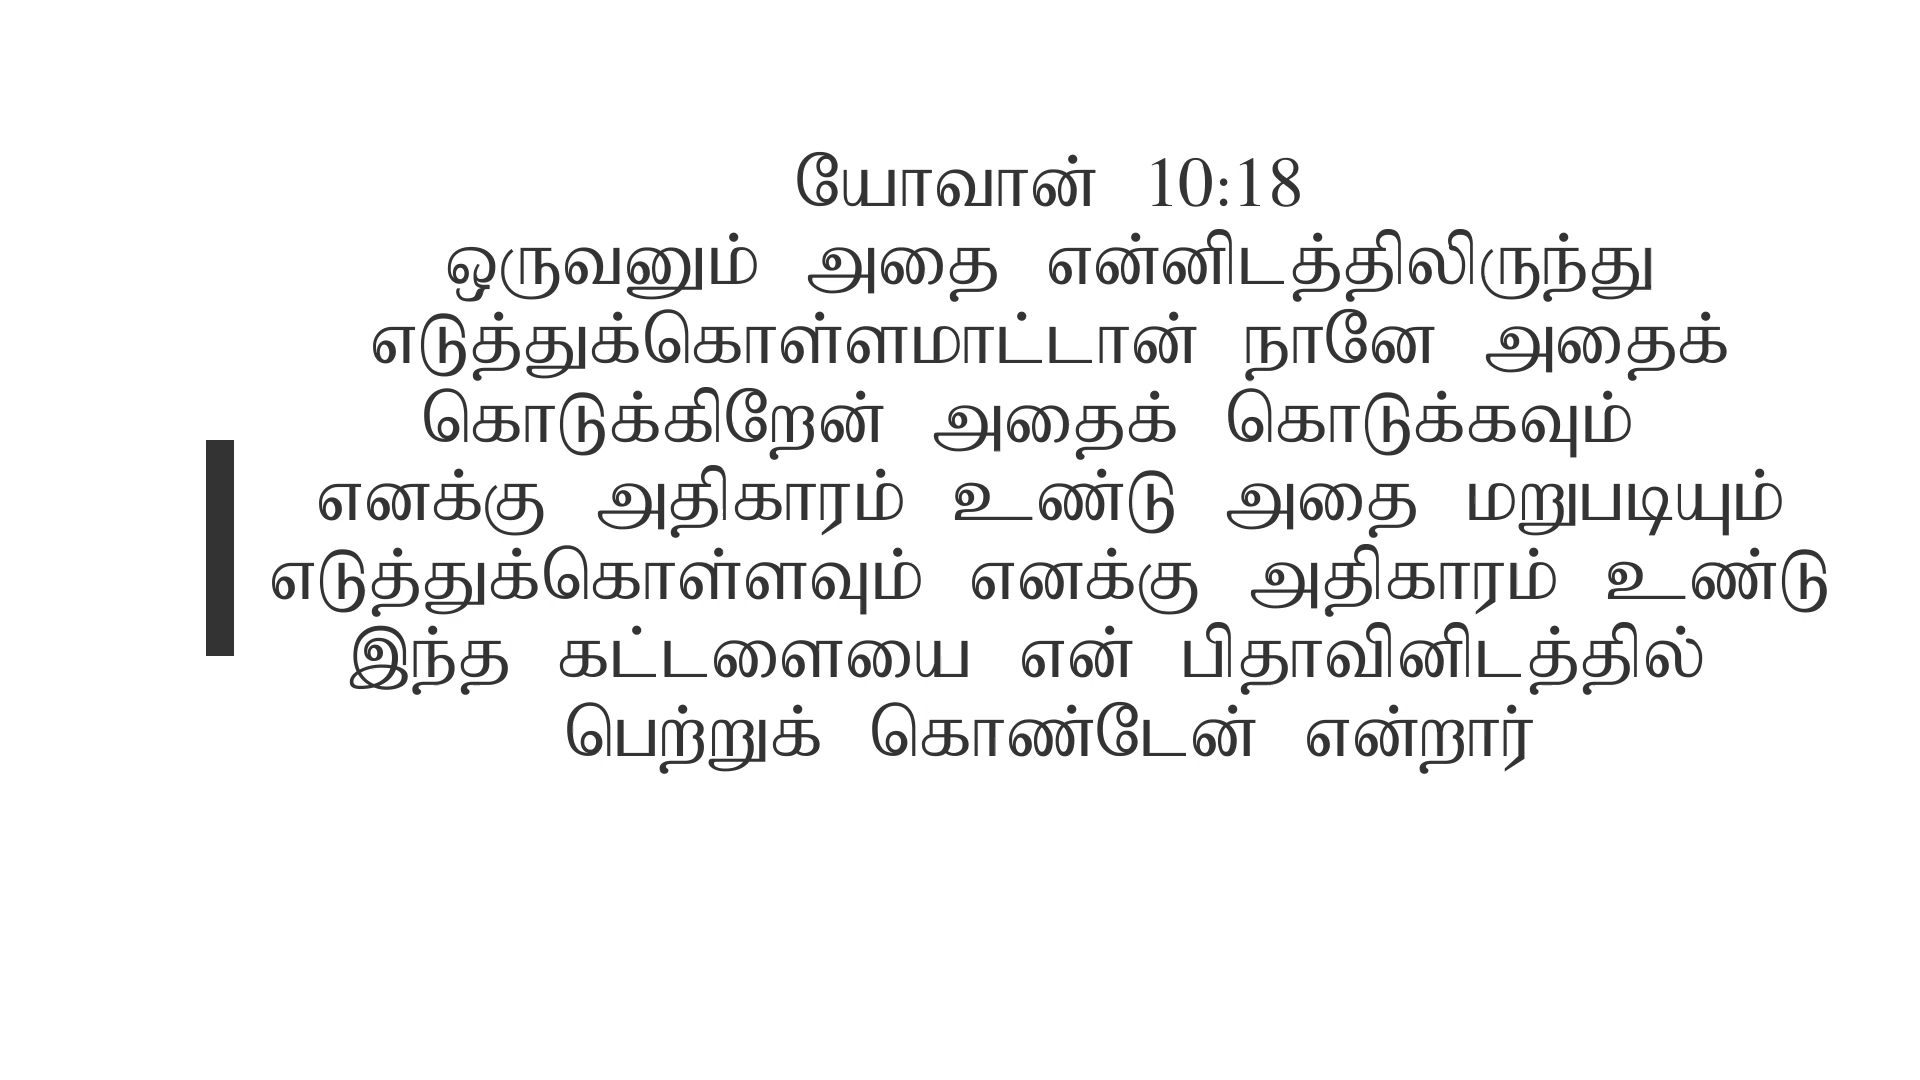 யோவான் 10:18
ஒருவனும் அதை என்னிடத்திலிருந்து
எடுத்துக்கொள்ளமாட்டான் நானே அதைக்
கொடுக்கிறேன் அதைக் கொடுக்கவும்
எனக்கு அதிகாரம் உண்டு அதை மறுபடியும்
எடுத்துக்கொள்ளவும் எனக்கு அதிகாரம் உண்டு
இந்த கட்டளையை என் பிதாவினிடத்தில்
பெற்றுக் கொண்டேன் என்றார்